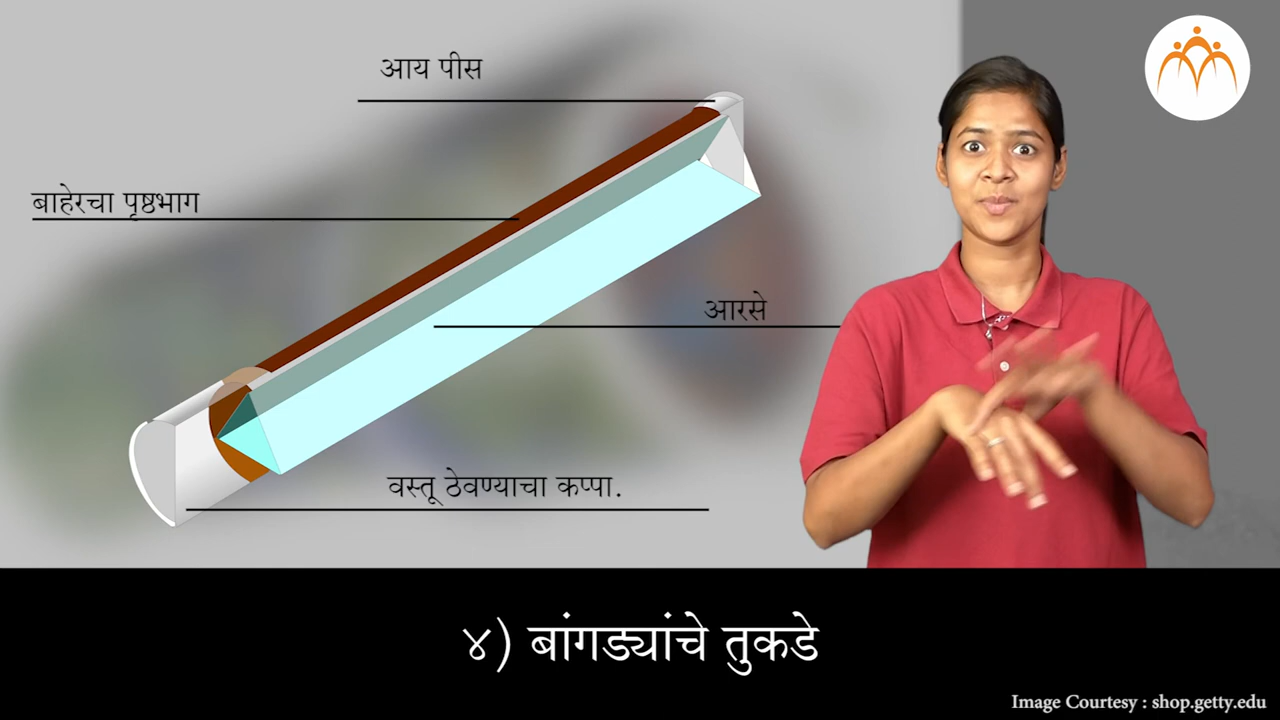 आय पीस
बाहेरचा पृष्ठभाग
आरसे
वस्तू ठेवण्याचा कप्पा.
४) बांगड्यांचे तुकडे
Image Courtesy : shop.getty.edu